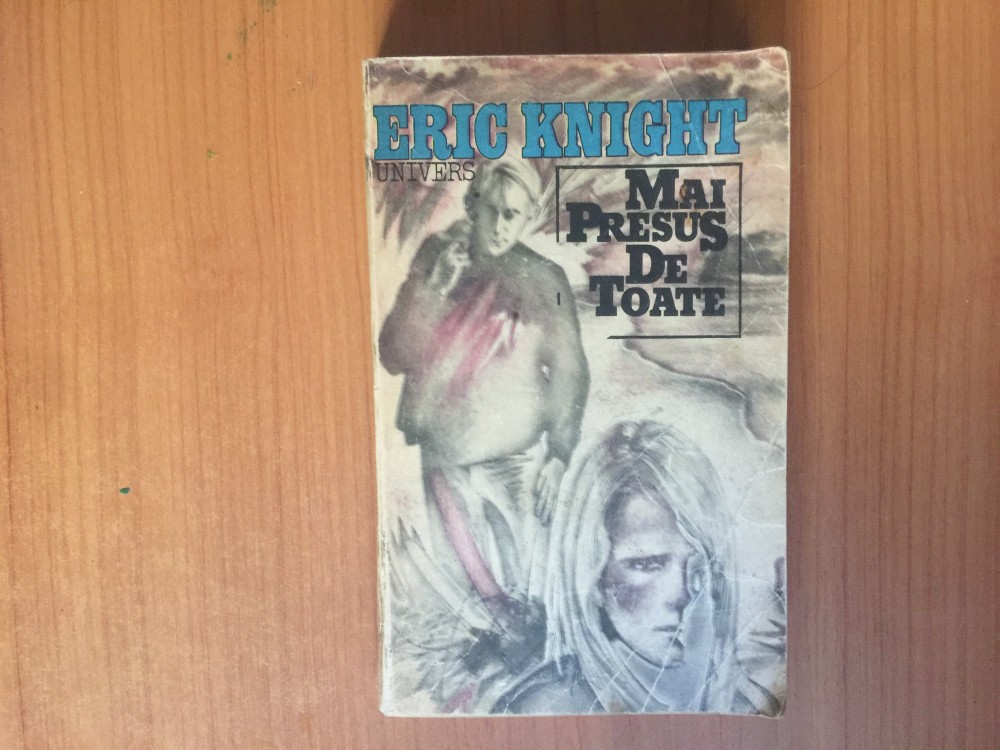 ERIC KNIGHT
UNIVERS
MAI
PRESUS
DE
TOATE